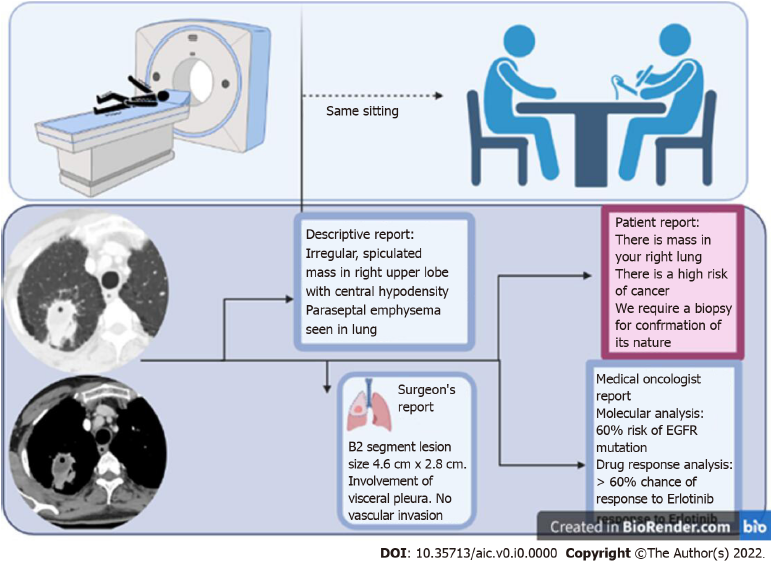 Same sitting
Descriptive report:
Irregular, spiculated
mass in right upper lobe
with central hypodensity
Paraseptal emphysema
seen in lung
Patient report:
There is mass in
your right lung
There is a high risk
of cancer
We require a biopsy
for confrmation of
its nature
Surgeon's
report
B2 segment lesion
size 4.6 cm x 2.8 cm.
Involvement of
visceral pleura. No
vascular invasion
Medical oncologist
report
Molecular analysis:
60% risk of EGFR
mutation
Drug response analysis:
> 60% chance of
response to Erlotinib
response to Erlotinib
Created in BioRender.com bio
DOI: 10.35713/aic.v0.i0.0000 Copyright ©The Author(s) 2022.